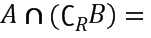 A ∩ (∁_R B) =